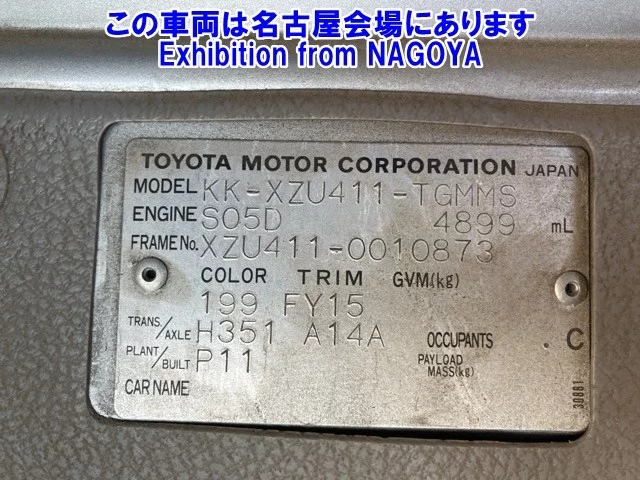 この車両は名古屋会場にあります
Exhibition from NAGOYA
TOYOTA MOTOR CORPORATION JAPAN
MODEL KK-XZU411-TGMMS
ENGINE S05D 4899 mL
FRAME No. XZU411-0010873
COLOR TRIM GVM(kg)
199 FY15
TRANS/AXLE H351 A14A OCCUPANTS . C
PLANT/BUILT P11 PAYLOAD MASS(kg)
CAR NAME
30881